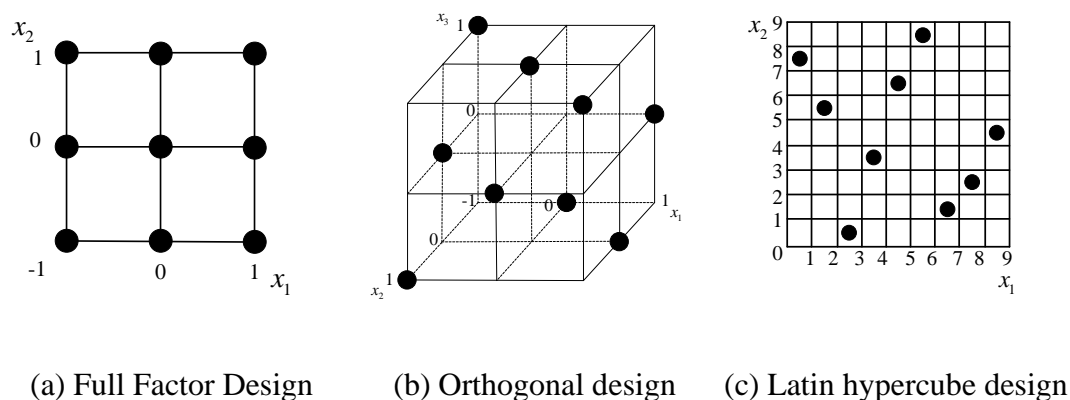 x₂
1
0
-1
0
1
x₁
x₃
1
0
-1
0
1
x₁
0
x₂
1
x₂
9
8
7
6
5
4
3
2
1
0
1 2 3 4 5 6 7 8 9
x₁
(a) Full Factor Design
(b) Orthogonal design
(c) Latin hypercube design